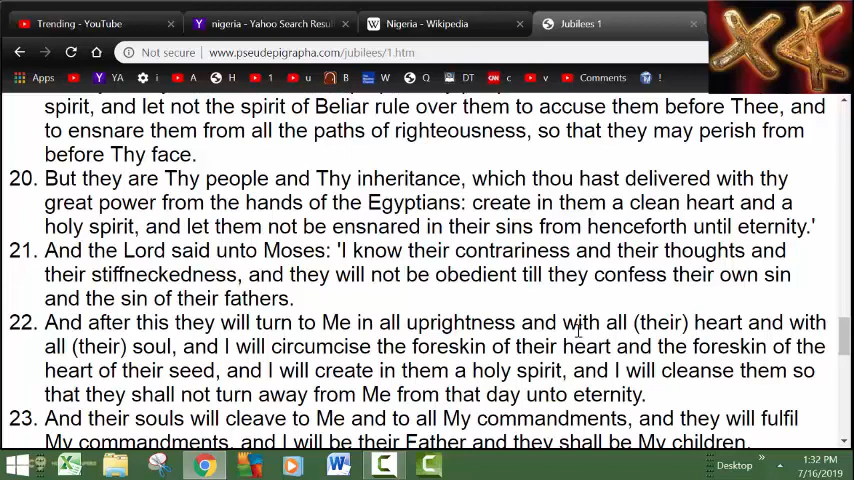 Trending - YouTube
nigeria - Yahoo Search Resul
Nigeria - Wikipedia
Jubilees 1
Not secure
www.pseudepigrapha.com/jubilees/1.htm
Apps YA i A H 1 u B W Q DT c v Comments !
spirit, and let not the spirit of Beliar rule over them to accuse them before Thee, and
to ensnare them from all the paths of righteousness, so that they may perish from
before Thy face.
20. But they are Thy people and Thy inheritance, which thou hast delivered with thy
great power from the hands of the Egyptians: create in them a clean heart and a
holy spirit, and let them not be ensnared in their sins from henceforth until eternity.'
21. And the Lord said unto Moses: 'I know their contrariness and their thoughts and
their stiffneckedness, and they will not be obedient till they confess their own sin
and the sin of their fathers.
22. And after this they will turn to Me in all uprightness and with all (their) heart and with
all (their) soul, and I will circumcise the foreskin of their heart and the foreskin of the
heart of their seed, and I will create in them a holy spirit, and I will cleanse them so
that they shall not turn away from Me from that day unto eternity.
23. And their souls will cleave to Me and to all My commandments, and they will fulfil
My commandments, and I will be their Father and they shall be My children.
Desktop
1:32 PM
7/16/2019